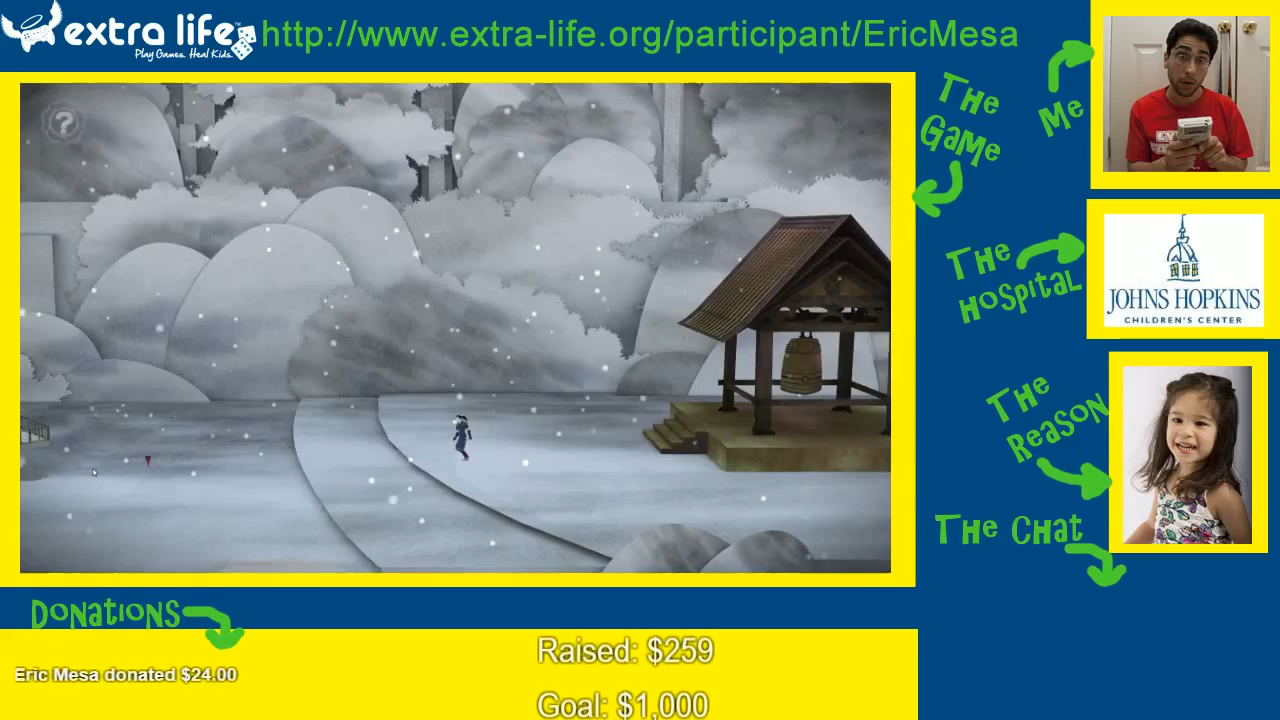 extra life
Play Games. Heal Kids.
http://www.extra-life.org/participant/EricMesa
?
The Game
Me
The Hospital
JOHNS HOPKINS
CHILDREN'S CENTER
The Reason
The Chat
Donations
Eric Mesa donated $24.00
Raised: $259
Goal: $1,000